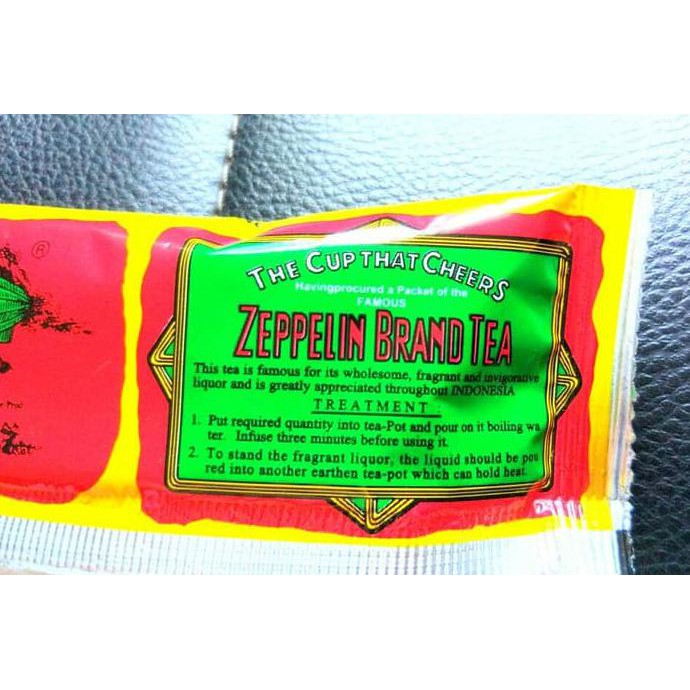 THE CUP THAT CHEERS
Havingprocured a Packet of the
FAMOUS
ZEPPELIN BRAND TEA
This tea is famous for its wholesome, fragrant and invigorative
liquor and is greatly appreciated throughout INDONESIA
TREATMENT :
1. Put required quantity into tea-Pot and pour on it boiling wa
ter. Infuse three minutes before using it.
2. To stand the fragrant liquor, the liquid should be pou
red into another earthen tea-pot which can hold heat.
®